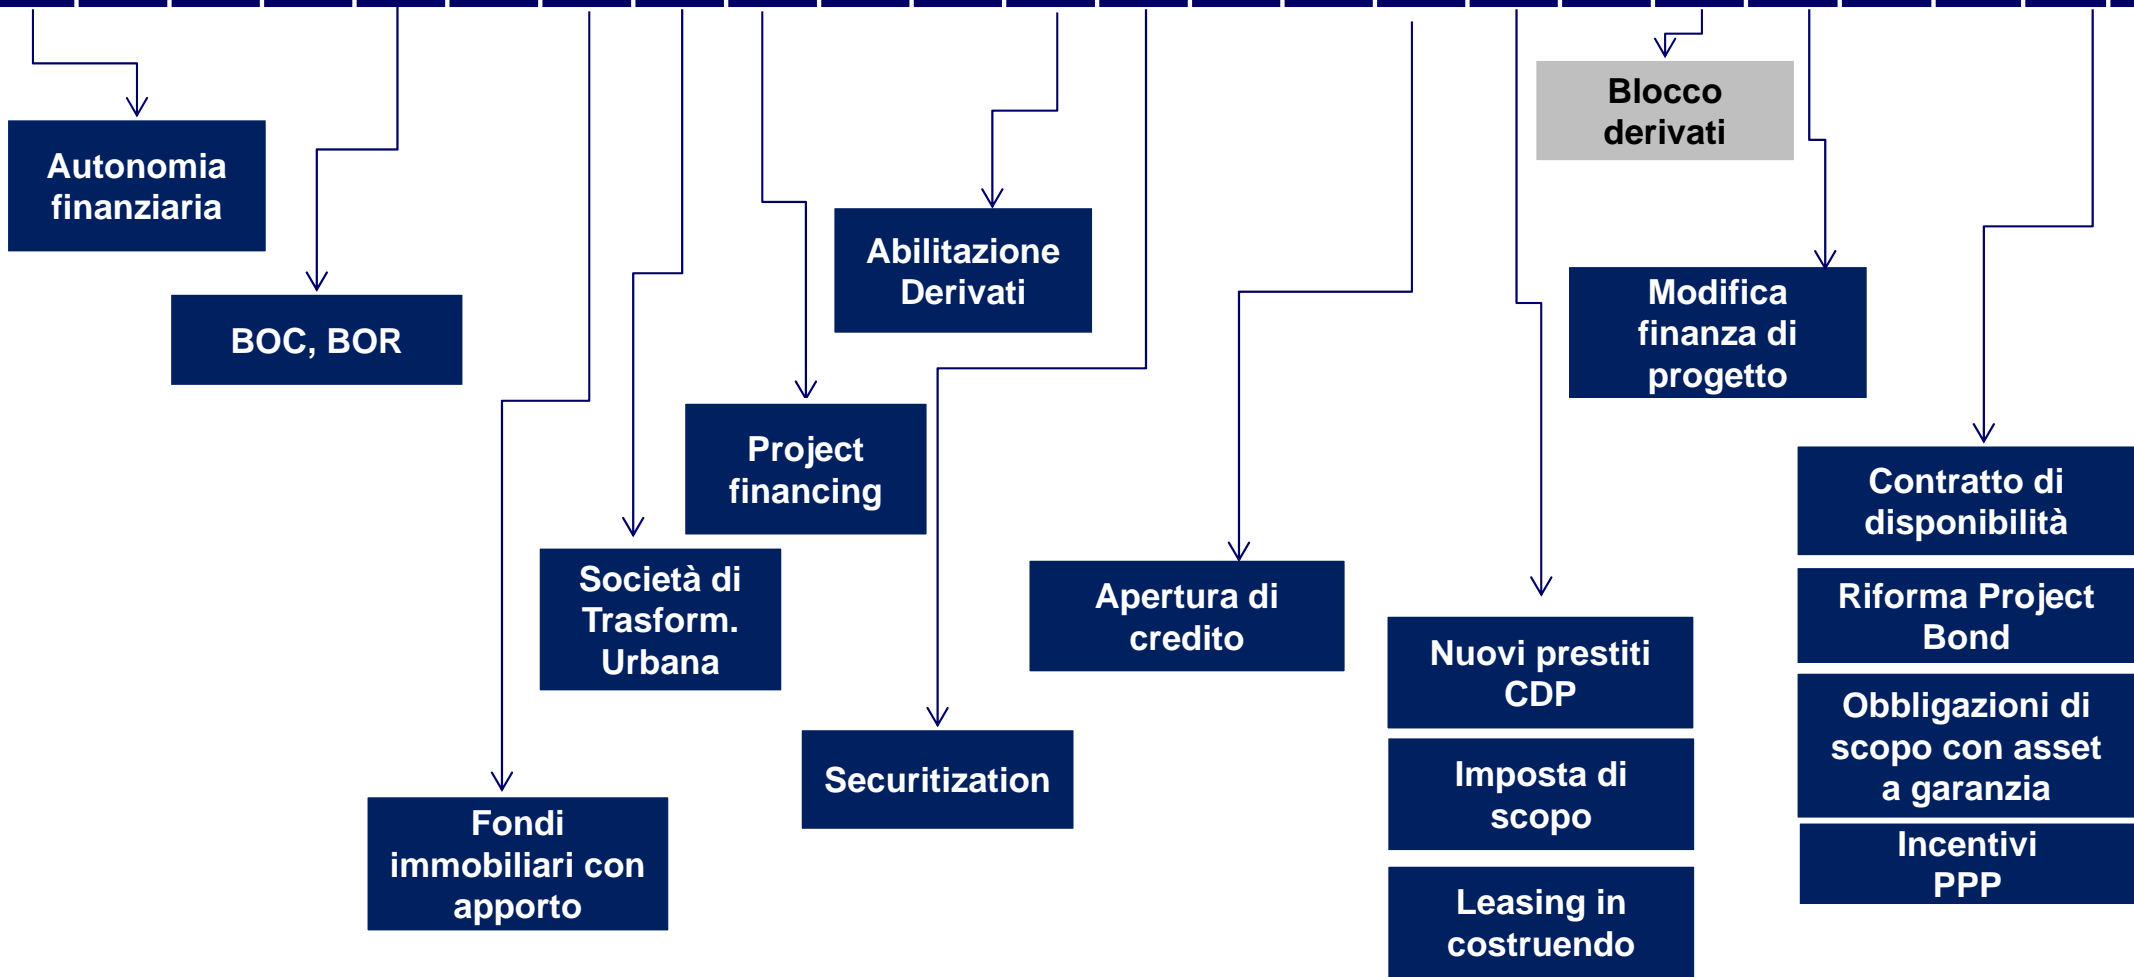 Autonomia
finanziaria
BOC, BOR
Fondi
immobiliari con
apporto
Società di
Trasform.
Urbana
Project
financing
Abilitazione
Derivati
Securitization
Apertura di
credito
Nuovi prestiti
CDP
Imposta di
scopo
Leasing in
costruendo
Blocco
derivati
Modifica
finanza di
progetto
Contratto di
disponibilità
Riforma Project
Bond
Obbligazioni di
scopo con asset
a garanzia
Incentivi
PPP